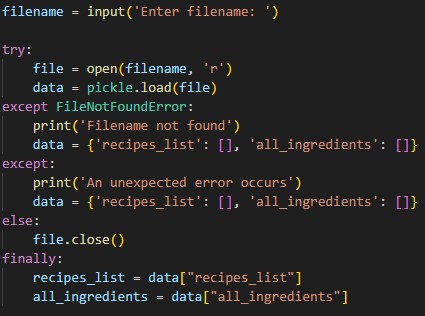 filename = input('Enter filename: ')

try:
    file = open(filename, 'r')
    data = pickle.load(file)
except FileNotFoundError:
    print('Filename not found')
    data = {'recipes_list': [], 'all_ingredients': []}
except:
    print('An unexpected error occurs')
    data = {'recipes_list': [], 'all_ingredients': []}
else:
    file.close()
finally:
    recipes_list = data["recipes_list"]
    all_ingredients = data["all_ingredients"]